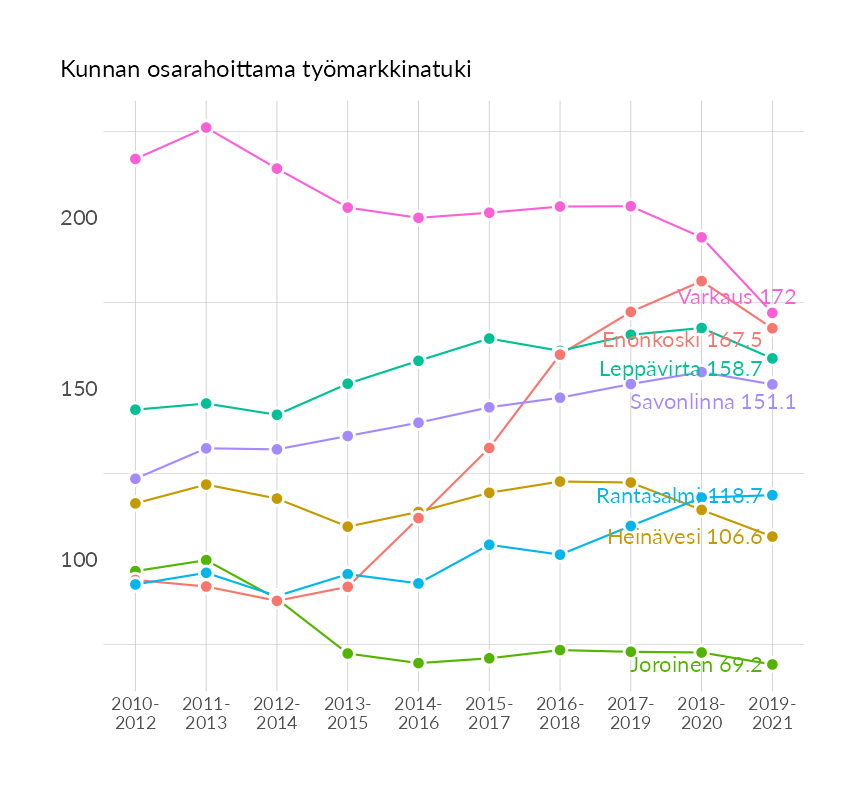 Kunnan osarahoittama työmarkkinatuki
200
150
100
Varkaus 172
Enonkoski 167.5
Leppävirta 158.7
Savonlinna 151.1
Rantasalmi 118.7
Heinävesi 106.6
Joroinen 69.2
2010- 2011- 2012- 2013- 2014- 2015- 2016- 2017- 2018- 2019-
2012 2013 2014 2015 2016 2017 2018 2019 2020 2021